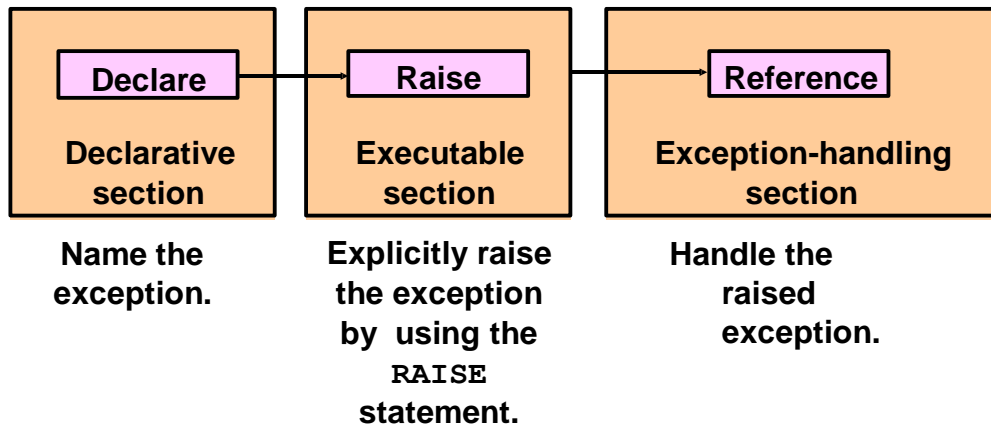 Declare
Declarative
section
Name the
exception.
Raise
Executable
section
Explicitly raise
the exception
by using the
RAISE
statement.
Reference
Exception-handling
section
Handle the
raised
exception.